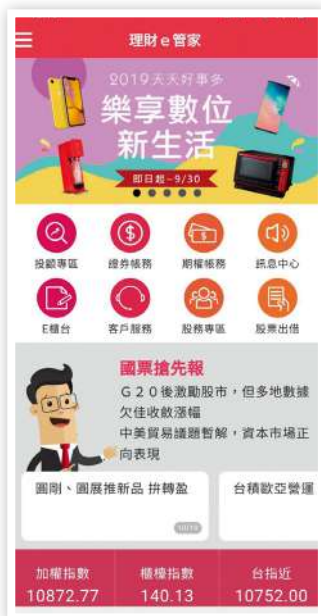 理財e管家
2019天天好事多
樂享數位
新生活
即日起~9/30
投顧專區
證券帳務
期權帳務
訊息中心
E櫃台
客戶服務
股務專區
股票出借
國票搶先報
G20後激勵股市，但多地數據
欠佳收斂漲幅
中美貿易議題暫解，資本市場正
向表現
圓剛、圓展推新品 拚轉盈
台積歐亞營運
加權指數
櫃檯指數
台指近
10872.77
140.13
10752.00